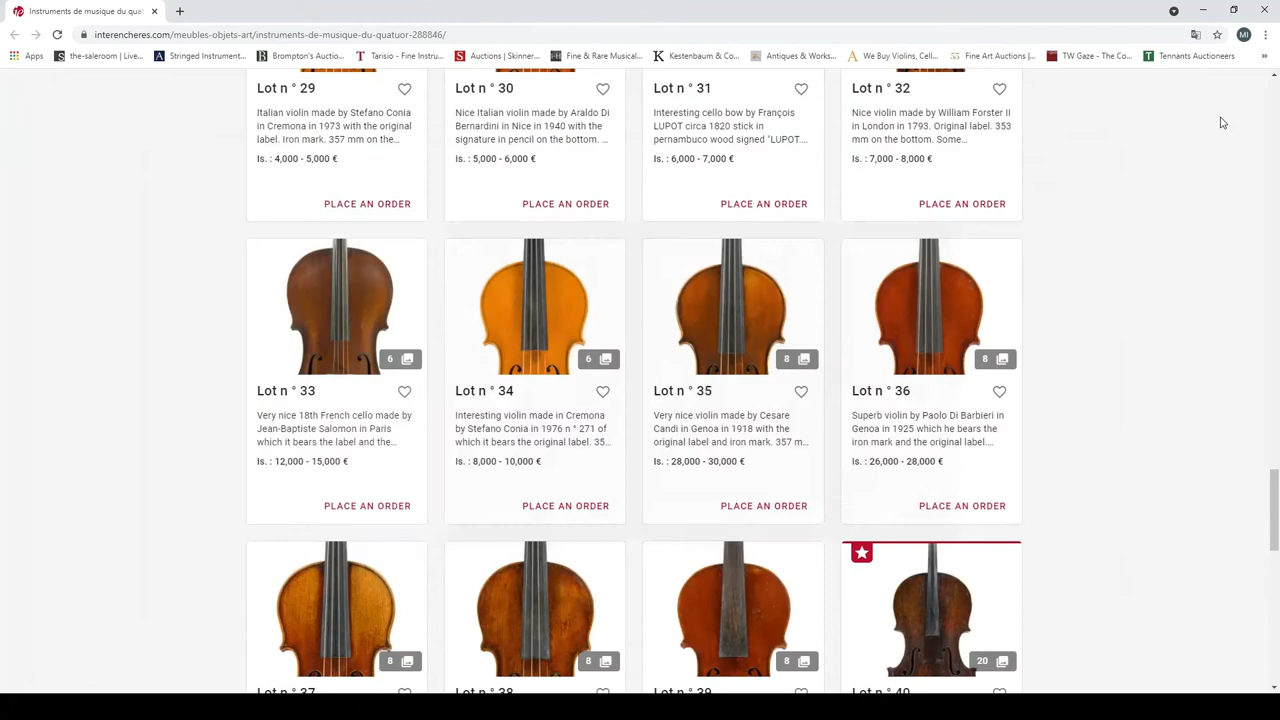 Instruments de musique du qua
interencheres.com/meubles-objets-art/instruments-de-musique-du-quatuor-288846/
MI
Apps
the-saleroom | Live...
Stringed Instrument...
Brompton's Auctio...
Tarisio - Fine Instru...
Auctions | Skinner...
Fine & Rare Musical...
Kestenbaum & Co...
Antiques & Works...
We Buy Violins, Cell...
Fine Art Auctions |...
TW Gaze - The Co...
Tennants Auctioneers
Lot n ° 29
Italian violin made by Stefano Conia
in Cremona in 1973 with the original
label. Iron mark. 357 mm on the...
Is. : 4,000 - 5,000 €
PLACE AN ORDER
Lot n ° 30
Nice Italian violin made by Araldo Di
Bernardini in Nice in 1940 with the
signature in pencil on the bottom. ...
Is. : 5,000 - 6,000 €
PLACE AN ORDER
Lot n ° 31
Interesting cello bow by François
LUPOT circa 1820 stick in
pernambuco wood signed "LUPOT....
Is. : 6,000 - 7,000 €
PLACE AN ORDER
Lot n ° 32
Nice violin made by William Forster II
in London in 1793. Original label. 353
mm on the bottom. Some...
Is. : 7,000 - 8,000 €
PLACE AN ORDER
6
Lot n ° 33
Very nice 18th French cello made by
Jean-Baptiste Salomon in Paris
which it bears the label and the...
Is. : 12,000 - 15,000 €
PLACE AN ORDER
6
Lot n ° 34
Interesting violin made in Cremona
by Stefano Conia in 1976 n ° 271 of
which it bears the original label. 35...
Is. : 8,000 - 10,000 €
PLACE AN ORDER
8
Lot n ° 35
Very nice violin made by Cesare
Candi in Genoa in 1918 with the
original label and iron mark. 357 m...
Is. : 28,000 - 30,000 €
PLACE AN ORDER
8
Lot n ° 36
Superb violin by Paolo Di Barbieri in
Genoa in 1925 which he bears the
iron mark and the original label....
Is. : 26,000 - 28,000 €
PLACE AN ORDER
8
Lot n ° 37
8
Lot n ° 38
8
Lot n ° 39
20
Lot n ° 40